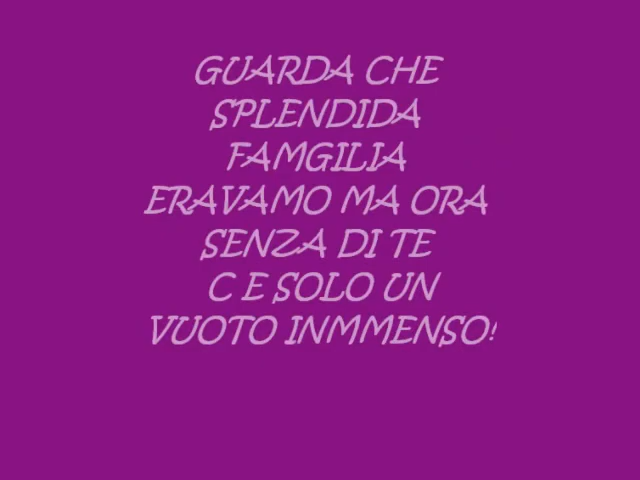 GUARDA CHE
SPLENDIDA
FAMGILIA
ERAVAMO MA ORA
SENZA DI TE
C E SOLO UN
VUOTO INMMENSO!